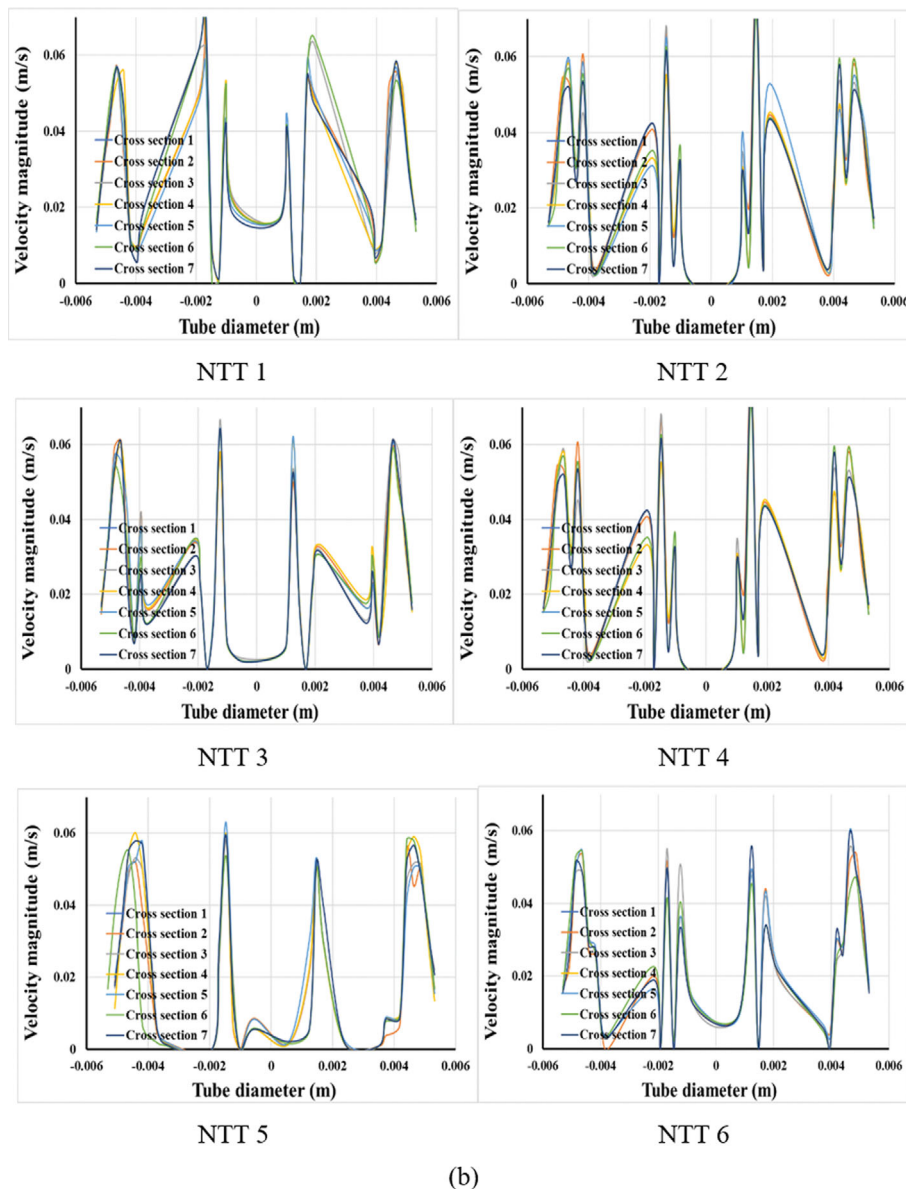 Velocity magnitude (m/s)
0.06
0.04
0.02
0
Cross section 1
Cross section 2
Cross section 3
Cross section 4
Cross section 5
Cross section 6
Cross section 7
-0.006 -0.004 -0.002 0 0.002 0.004 0.006
Tube diameter (m)
NTT 1
Velocity magnitude (m/s)
0.08
0.06
0.04
0.02
0
Cross section 1
Cross section 2
Cross section 3
Cross section 4
Cross section 5
Cross section 6
Cross section 7
-0.006 -0.004 -0.002 0 0.002 0.004 0.006
Tube diameter (m)
NTT 2
Velocity magnitude (m/s)
0.06
0.04
0.02
0
Cross section 1
Cross section 2
Cross section 3
Cross section 4
Cross section 5
Cross section 6
Cross section 7
-0.006 -0.004 -0.002 0 0.002 0.004 0.006
Tube diameter (m)
NTT 3
Velocity magnitude (m/s)
0.06
0.04
0.02
0
Cross section 1
Cross section 2
Cross section 3
Cross section 4
Cross section 5
Cross section 6
Cross section 7
-0.006 -0.004 -0.002 0 0.002 0.004 0.006
Tube diameter (m)
NTT 4
Velocity magnitude (m/s)
0.06
0.04
0.02
0
Cross section 1
Cross section 2
Cross section 3
Cross section 4
Cross section 5
Cross section 6
Cross section 7
-0.006 -0.004 -0.002 0 0.002 0.004 0.006
Tube diameter (m)
NTT 5
Velocity magnitude (m/s)
0.06
0.04
0.02
0
Cross section 1
Cross section 2
Cross section 3
Cross section 4
Cross section 5
Cross section 6
Cross section 7
-0.006 -0.004 -0.002 0 0.002 0.004 0.006
Tube diameter (m)
NTT 6
(b)